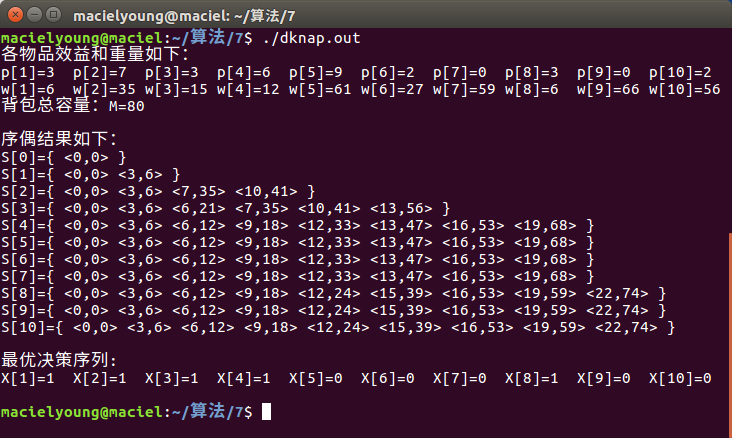 macielyoung@maciel: ~/算法/7
macielyoung@maciel:~/算法/7$ ./dknap.out
各物品效益和重量如下：
p[1]=3  p[2]=7  p[3]=3  p[4]=6  p[5]=9  p[6]=2  p[7]=0  p[8]=3  p[9]=0  p[10]=2
w[1]=6  w[2]=35 w[3]=15 w[4]=12 w[5]=61 w[6]=27 w[7]=59 w[8]=6  w[9]=66 w[10]=56
背包总容量：M=80
序偶结果如下：
S[0]={ <0,0> }
S[1]={ <0,0> <3,6> }
S[2]={ <0,0> <3,6> <7,35> <10,41> }
S[3]={ <0,0> <3,6> <6,21> <7,35> <10,41> <13,56> }
S[4]={ <0,0> <3,6> <6,12> <9,18> <12,33> <13,47> <16,53> <19,68> }
S[5]={ <0,0> <3,6> <6,12> <9,18> <12,33> <13,47> <16,53> <19,68> }
S[6]={ <0,0> <3,6> <6,12> <9,18> <12,33> <13,47> <16,53> <19,68> }
S[7]={ <0,0> <3,6> <6,12> <9,18> <12,33> <13,47> <16,53> <19,68> }
S[8]={ <0,0> <3,6> <6,12> <9,18> <12,24> <15,39> <16,53> <19,59> <22,74> }
S[9]={ <0,0> <3,6> <6,12> <9,18> <12,24> <15,39> <16,53> <19,59> <22,74> }
S[10]={ <0,0> <3,6> <6,12> <9,18> <12,24> <15,39> <16,53> <19,59> <22,74> }
最优决策序列：
X[1]=1  X[2]=1  X[3]=1  X[4]=1  X[5]=0  X[6]=0  X[7]=0  X[8]=1  X[9]=0  X[10]=0
macielyoung@maciel:~/算法/7$